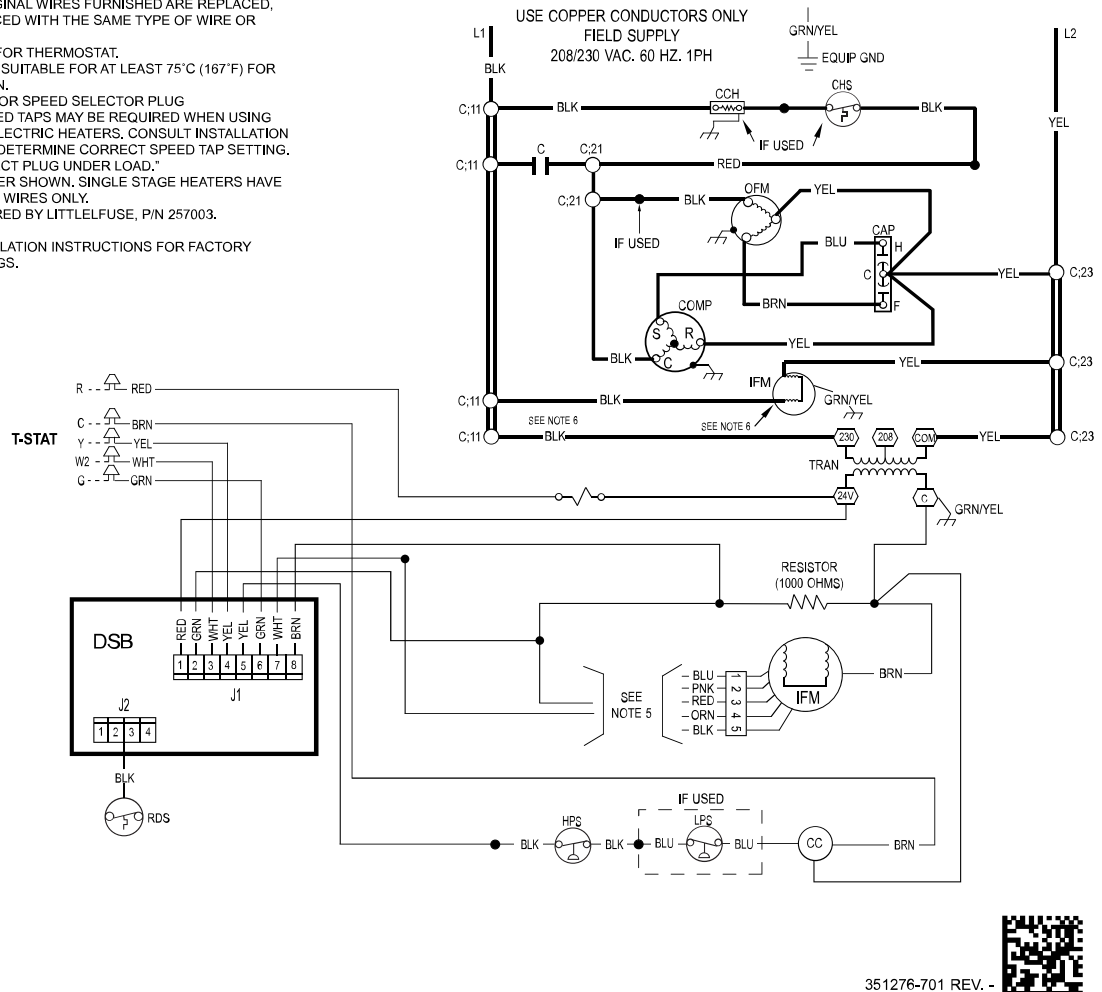 GINAL WIRES FURNISHED ARE REPLACED,
CED WITH THE SAME TYPE OF WIRE OR
FOR THERMOSTAT.
SUITABLE FOR AT LEAST 75°C (167°F) FOR
N.
OR SPEED SELECTOR PLUG
ED TAPS MAY BE REQUIRED WHEN USING
LECTRIC HEATERS. CONSULT INSTALLATION
DETERMINE CORRECT SPEED TAP SETTING.
CT PLUG UNDER LOAD."
ER SHOWN. SINGLE STAGE HEATERS HAVE
WIRES ONLY.
RED BY LITTLELFUSE, P/N 257003.
LATION INSTRUCTIONS FOR FACTORY
GS.
USE COPPER CONDUCTORS ONLY
FIELD SUPPLY
208/230 VAC. 60 HZ. 1PH
GRN/YEL
EQUIP GND
L1
L2
BLK
YEL
C;11 BLK CCH CHS BLK
IF USED
C;11 C C;21 RED
C;21 BLK OFM YEL
IF USED
BLU CAP H
C YEL C;23
BRN F
COMP
S R YEL
BLK C
YEL C;23
IFM
C;11 BLK GRN/YEL
SEE NOTE 6 SEE NOTE 6
C;11 BLK 230 208 COM YEL C;23
TRAN
24V C GRN/YEL
R RED
C BRN
T-STAT
Y YEL
W2 WHT
G GRN
RESISTOR
(1000 OHMS)
DSB
RED GRN WHT YEL YEL GRN WHT BRN
1 2 3 4 5 6 7 8
J1
J2
1 2 3 4
BLK
RDS
SEE
NOTE 5
BLU 1
PNK 2
RED 3
ORN 4
BLK 5
IFM
BRN
IF USED
HPS LPS
BLK BLK BLU BLU CC BRN
351276-701 REV. -